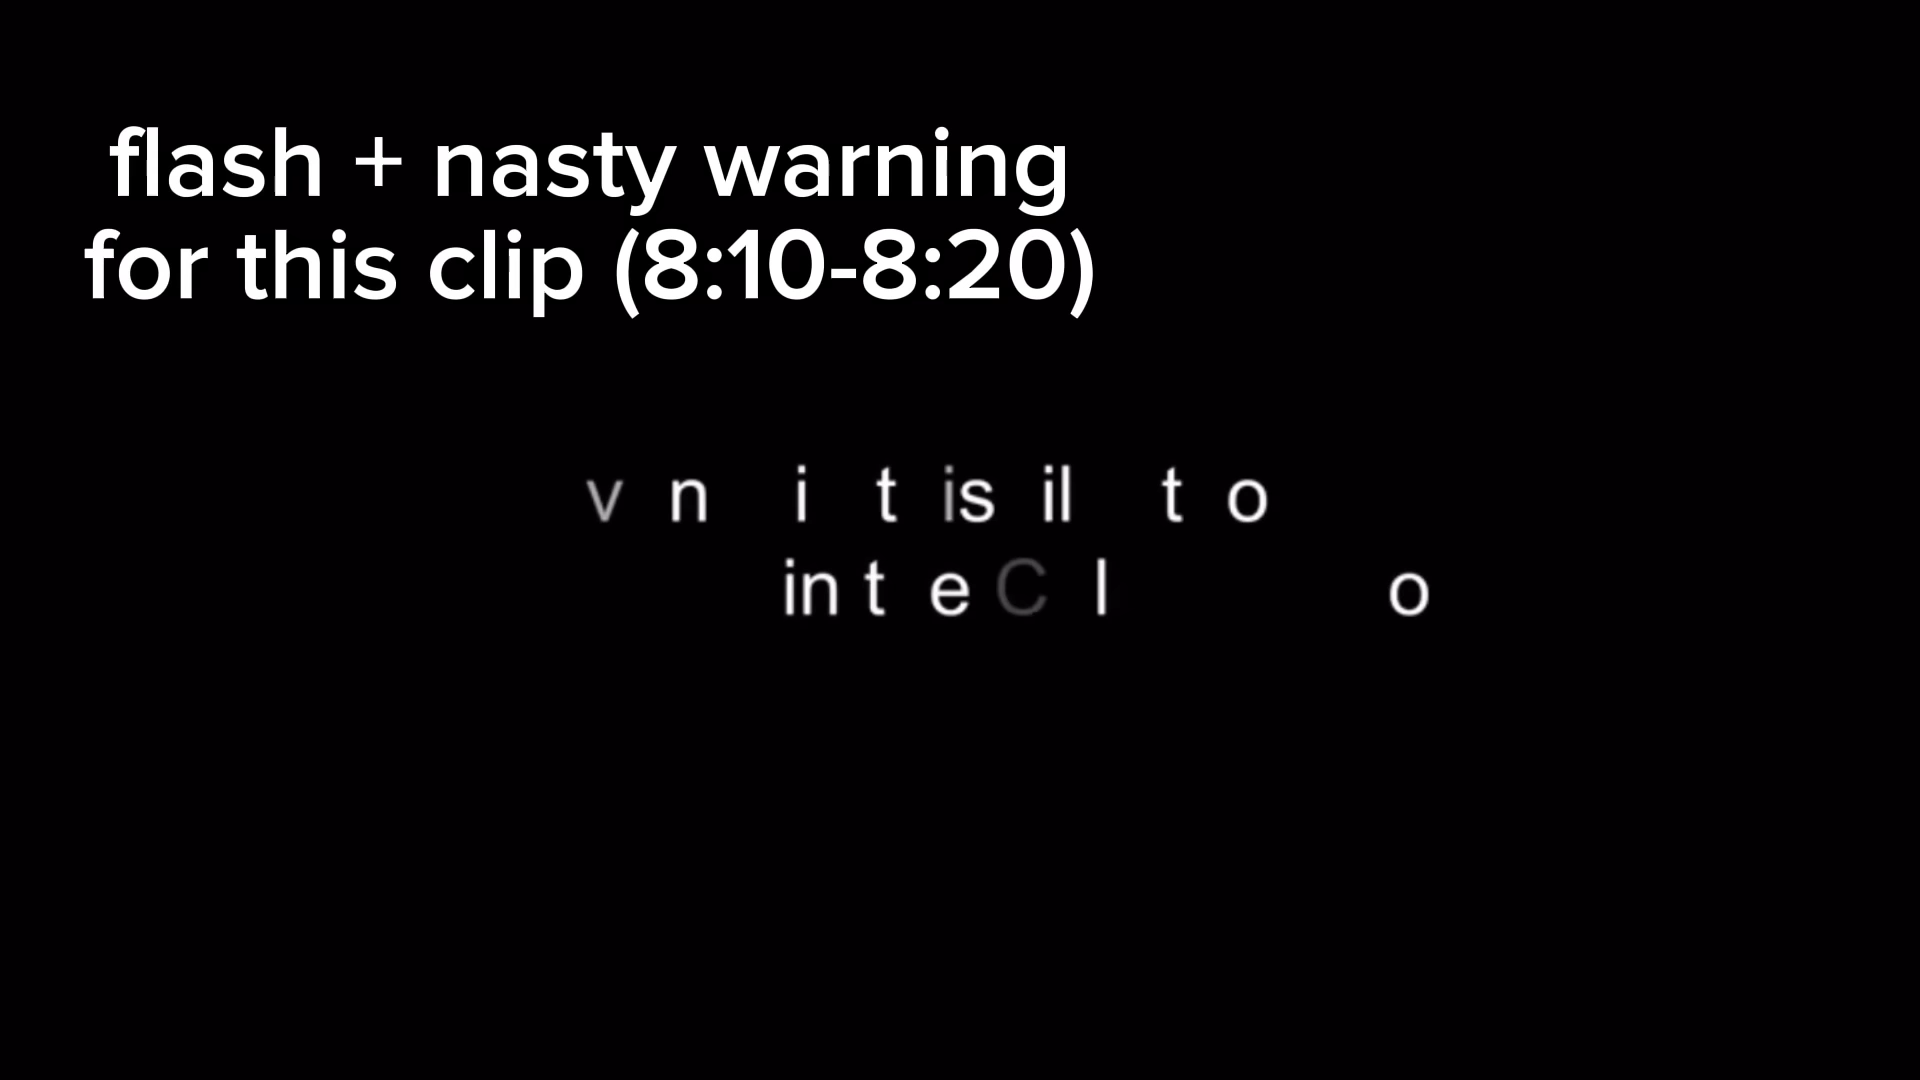 flash + nasty warning
for this clip (8:10-8:20)
v n i t is il t o
in t e C l o